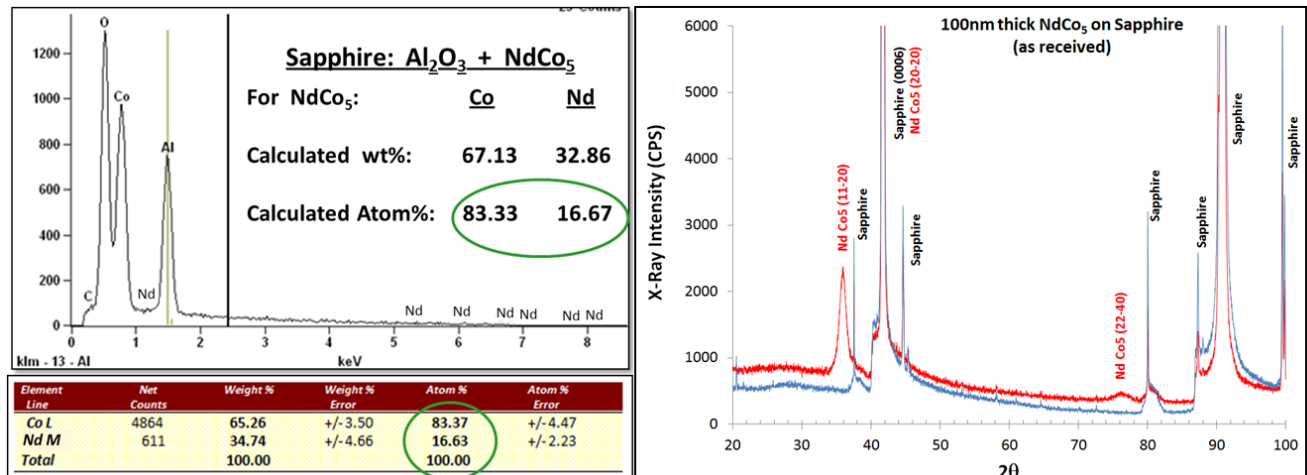 1200
1000
800
600
400
200
0
O
Co
Al
C
Nd
Sapphire: Al₂O₃ + NdCo₅
For NdCo₅: Co Nd
Calculated wt%: 67.13 32.86
Calculated Atom%: 83.33 16.67
Nd Nd Nd Nd Nd Nd
0 1 2 3 4 5 6 7 8
klm - 13 - Al keV
Element Net Weight % Weight % Atom % Atom %
Line Counts Error Error
Co L 4864 65.26 +/-3.50 83.37 +/-4.47
Nd M 611 34.74 +/-4.66 16.63 +/-2.23
Total 100.00 100.00
100nm thick NdCo₅ on Sapphire
(as received)
X-Ray Intensity (CPS)
6000
5000
4000
3000
2000
1000
0
Nd Co5 (11-20)
Sapphire
Sapphire (0006)
Nd Co5 (20-20)
Sapphire
Nd Co5 (22-40)
Sapphire
Sapphire
Sapphire
Sapphire
20 30 40 50 60 70 80 90 100
2θ